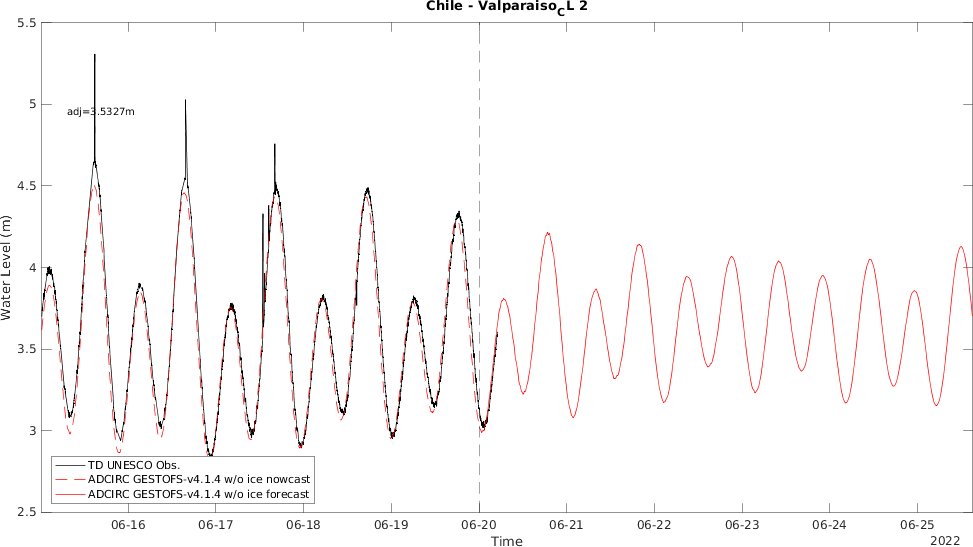 Chile - Valparaiso_CL 2
Water Level (m)
5.5
5
4.5
4
3.5
3
2.5
adj=3.5327m
TD UNESCO Obs.
ADCIRC GESTOFS-v4.1.4 w/o ice nowcast
ADCIRC GESTOFS-v4.1.4 w/o ice forecast
06-16 06-17 06-18 06-19 06-20 06-21 06-22 06-23 06-24 06-25
Time
2022